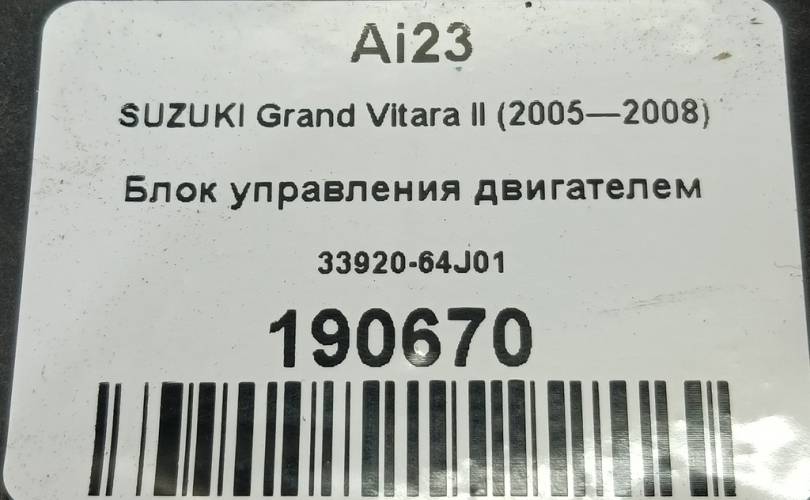 Ai23
SUZUKI Grand Vitara II (2005—2008)
Блок управления двигателем
33920-64J01
190670